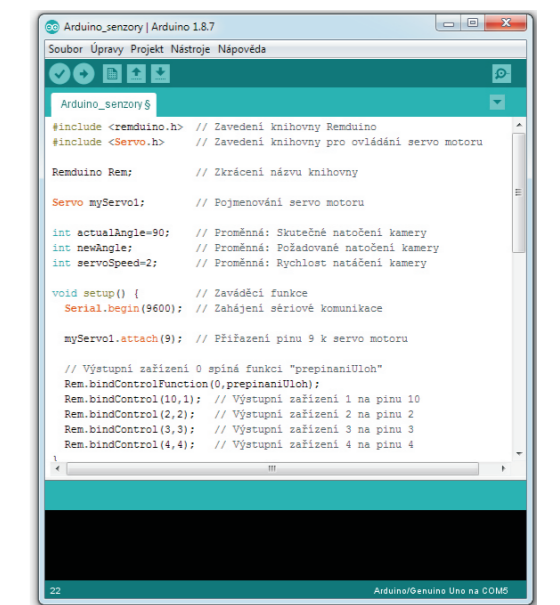 Arduino_senzory | Arduino 1.8.7
Soubor Úpravy Projekt Nástroje Nápověda
Arduino_senzory §
#include <remduino.h>  // Zavedení knihovny Remduino
#include <Servo.h>     // Zavedení knihovny pro ovládání servo motoru
Remduino Rem;          // Zkrácení názvu knihovny
Servo myServo1;        // Pojmenování servo motoru
int actualAngle=90;    // Proměnná: Skutečné natočení kamery
int newAngle;          // Proměnná: Požadované natočení kamery
int servoSpeed=2;      // Proměnná: Rychlost natáčení kamery
void setup() {         // Zaváděcí funkce
  Serial.begin(9600);  // Zahájení sériové komunikace
  myServo1.attach(9);  // Přiřazení pinu 9 k servo motoru
  // Výstupní zařízení 0 spíná funkci "prepinaniUloh"
  Rem.bindControlFunction(0,prepinaniUloh);
  Rem.bindControl(10,1);  // Výstupní zařízení 1 na pinu 10
  Rem.bindControl(2,2);   // Výstupní zařízení 2 na pinu 2
  Rem.bindControl(3,3);   // Výstupní zařízení 3 na pinu 3
  Rem.bindControl(4,4);   // Výstupní zařízení 4 na pinu 4
}
22 Arduino/Genuino Uno na COM5